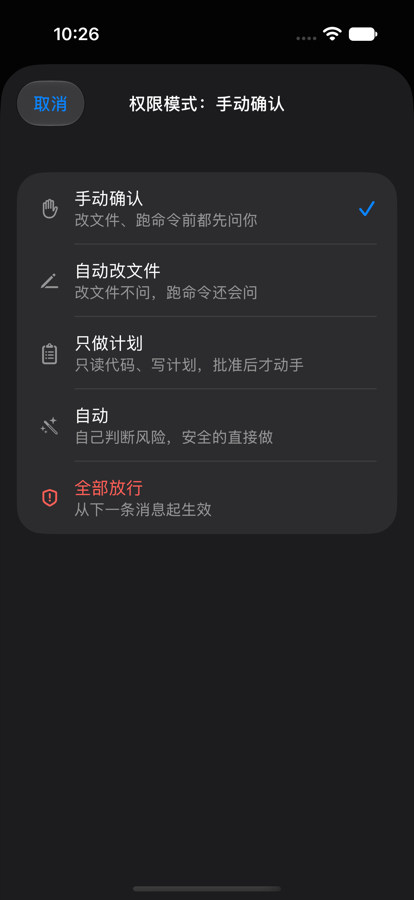 10:26
取消
权限模式：手动确认
手动确认
改文件、跑命令前都先问你
自动改文件
改文件不问，跑命令还会问
只做计划
只读代码、写计划，批准后才动手
自动
自己判断风险，安全的直接做
全部放行
从下一条消息起生效